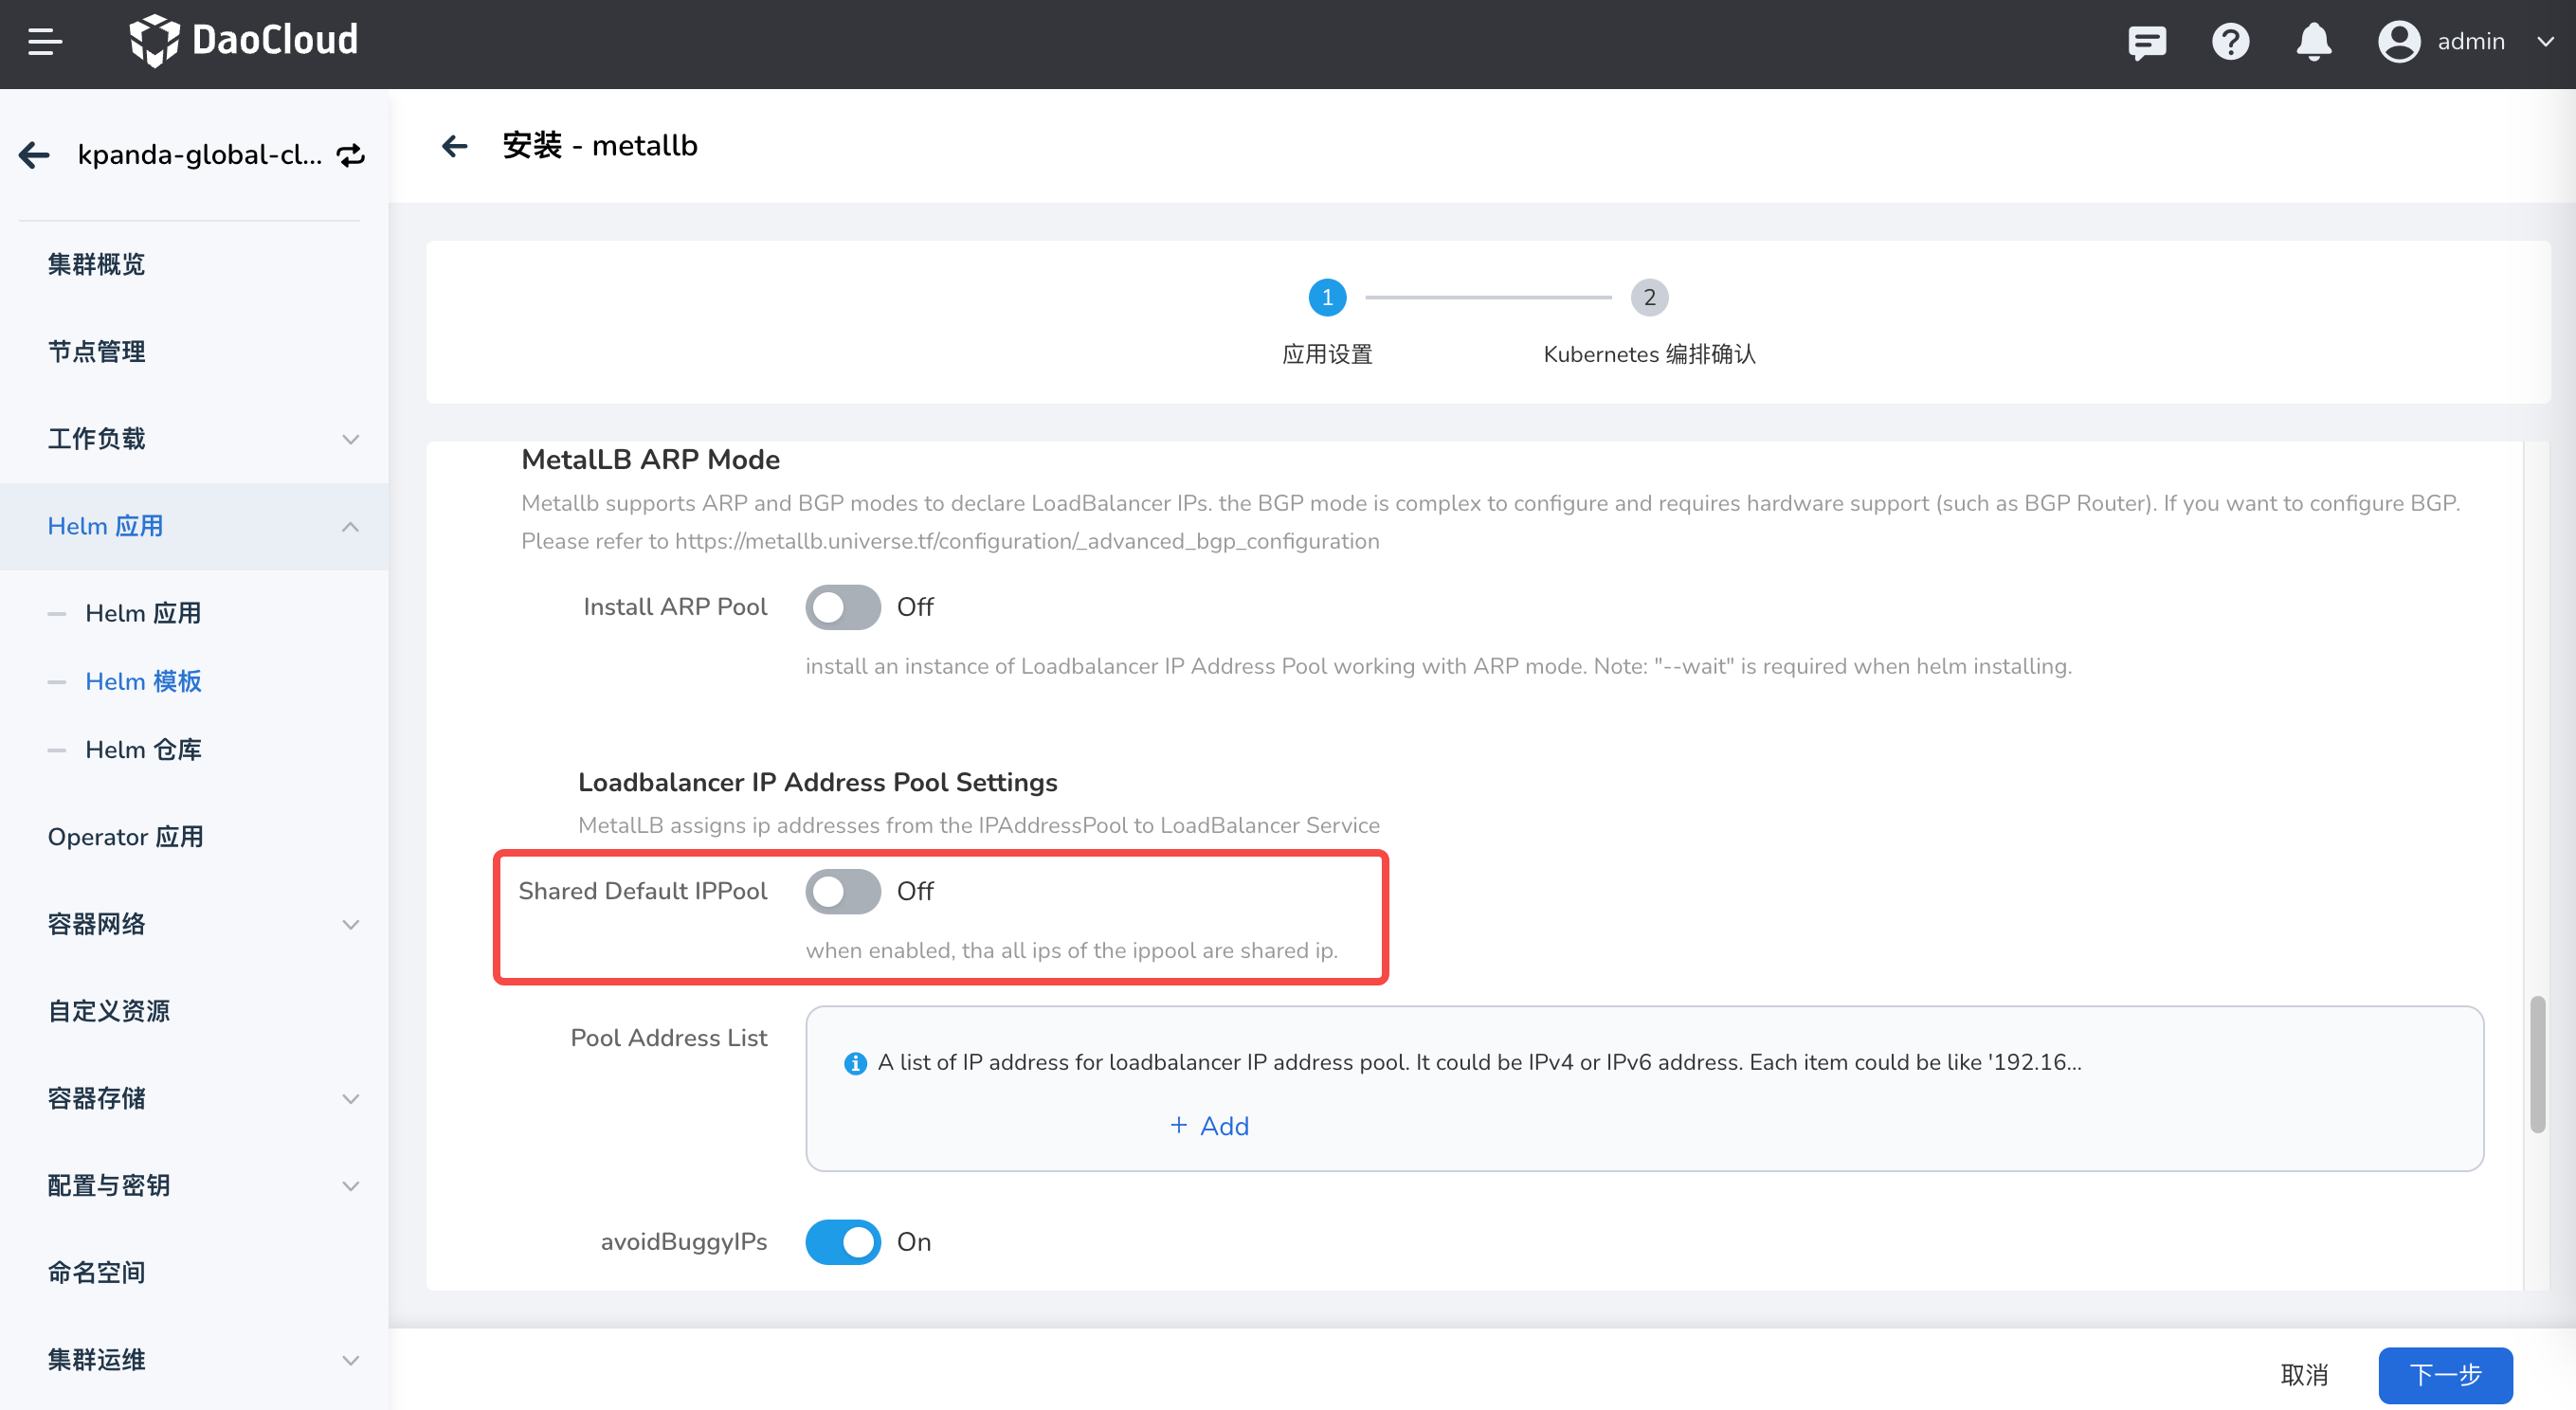 DaoCloud
admin
kpanda-global-cl...
集群概览
节点管理
工作负载
Helm 应用
Helm 应用
Helm 模板
Helm 仓库
Operator 应用
容器网络
自定义资源
容器存储
配置与密钥
命名空间
集群运维
安装 - metallb
1
2
应用设置
Kubernetes 编排确认
MetalLB ARP Mode
Metallb supports ARP and BGP modes to declare LoadBalancer IPs. the BGP mode is complex to configure and requires hardware support (such as BGP Router). If you want to configure BGP.
Please refer to https://metallb.universe.tf/configuration/_advanced_bgp_configuration
Install ARP Pool Off
install an instance of Loadbalancer IP Address Pool working with ARP mode. Note: "--wait" is required when helm installing.
Loadbalancer IP Address Pool Settings
MetalLB assigns ip addresses from the IPAddressPool to LoadBalancer Service
Shared Default IPPool Off
when enabled, tha all ips of the ippool are shared ip.
Pool Address List
A list of IP address for loadbalancer IP address pool. It could be IPv4 or IPv6 address. Each item could be like '192.16...
+ Add
avoidBuggyIPs On
取消
下一步